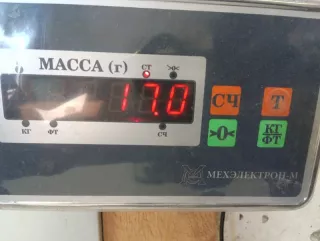 МАССА (г) СТ >0<
17.0
СЧ Т
КГ ФТ СЧ >0< КГ ФТ
МЕХЭЛЕКТРОН-М